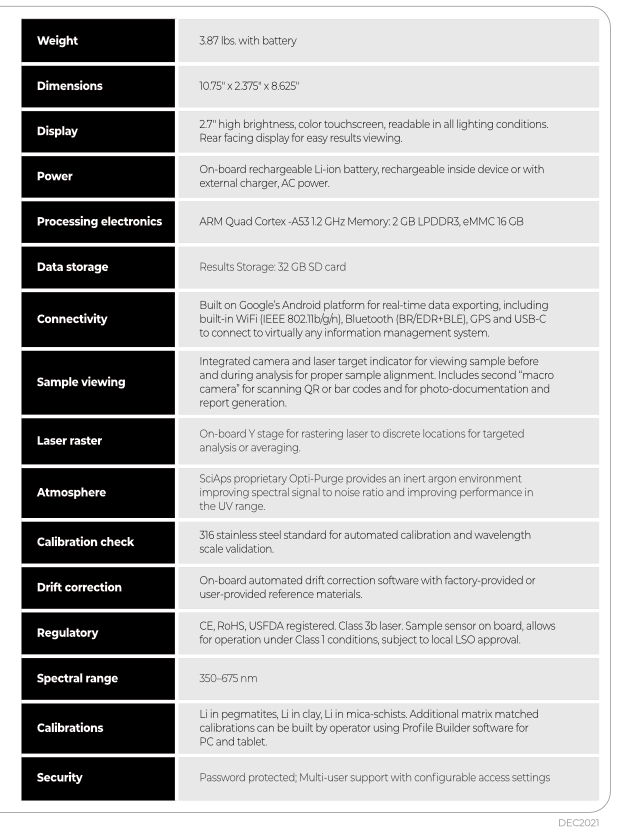 Weight
3.87 lbs. with battery
Dimensions
10.75" x 2.375" x 8.625"
Display
2.7" high brightness, color touchscreen, readable in all lighting conditions.
Rear facing display for easy results viewing.
Power
On-board rechargeable Li-ion battery, rechargeable inside device or with
external charger, AC power.
Processing electronics
ARM Quad Cortex -A53 1.2 GHz Memory: 2 GB LPDDR3, eMMC 16 GB
Data storage
Results Storage: 32 GB SD card
Connectivity
Built on Google's Android platform for real-time data exporting, including
built-in WiFi (IEEE 802.11b/g/n), Bluetooth (BR/EDR+BLE), GPS and USB-C
to connect to virtually any information management system.
Sample viewing
Integrated camera and laser target indicator for viewing sample before
and during analysis for proper sample alignment. Includes second "macro
camera" for scanning QR or bar codes and for photo-documentation and
report generation.
Laser raster
On-board Y stage for rastering laser to discrete locations for targeted
analysis or averaging.
Atmosphere
SciAps proprietary Opti-Purge provides an inert argon environment
improving spectral signal to noise ratio and improving performance in
the UV range.
Calibration check
316 stainless steel standard for automated calibration and wavelength
scale validation.
Drift correction
On-board automated drift correction software with factory-provided or
user-provided reference materials.
Regulatory
CE, RoHS, USFDA registered. Class 3b laser. Sample sensor on board, allows
for operation under Class 1 conditions, subject to local LSO approval.
Spectral range
350–675 nm
Calibrations
Li in pegmatites, Li in clay, Li in mica-schists. Additional matrix matched
calibrations can be built by operator using Profile Builder software for
PC and tablet.
Security
Password protected; Multi-user support with configurable access settings
DEC2021